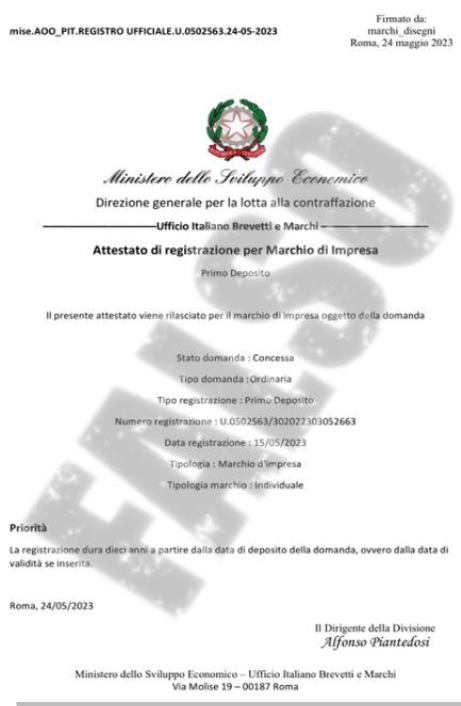 mise.AOO_PIT.REGISTRO UFFICIALE.U.0502563.24-05-2023
Firmato da:
marchi_disegni
Roma, 24 maggio 2023
Ministero dello Sviluppo Economico
Direzione generale per la lotta alla contraffazione
Ufficio Italiano Brevetti e Marchi –
Attestato di registrazione per Marchio di Impresa
Primo Deposito
Il presente attestato viene rilasciato per il marchio di impresa oggetto della domanda
Stato domanda : Concessa
Tipo domanda : Ordinaria
Tipo registrazione : Primo Deposito
Numero registrazione : U.0502563/302022303052663
Data registrazione : 15/05/2023
Tipologia : Marchio d'impresa
Tipologia marchio : Individuale
FALSO
Priorità
La registrazione dura dieci anni a partire dalla data di deposito della domanda, ovvero dalla data di
validità se inserita.
Roma, 24/05/2023
Il Dirigente della Divisione
Alfonso Piantedosi
Ministero dello Sviluppo Economico – Ufficio Italiano Brevetti e Marchi
Via Molise 19 – 00187 Roma